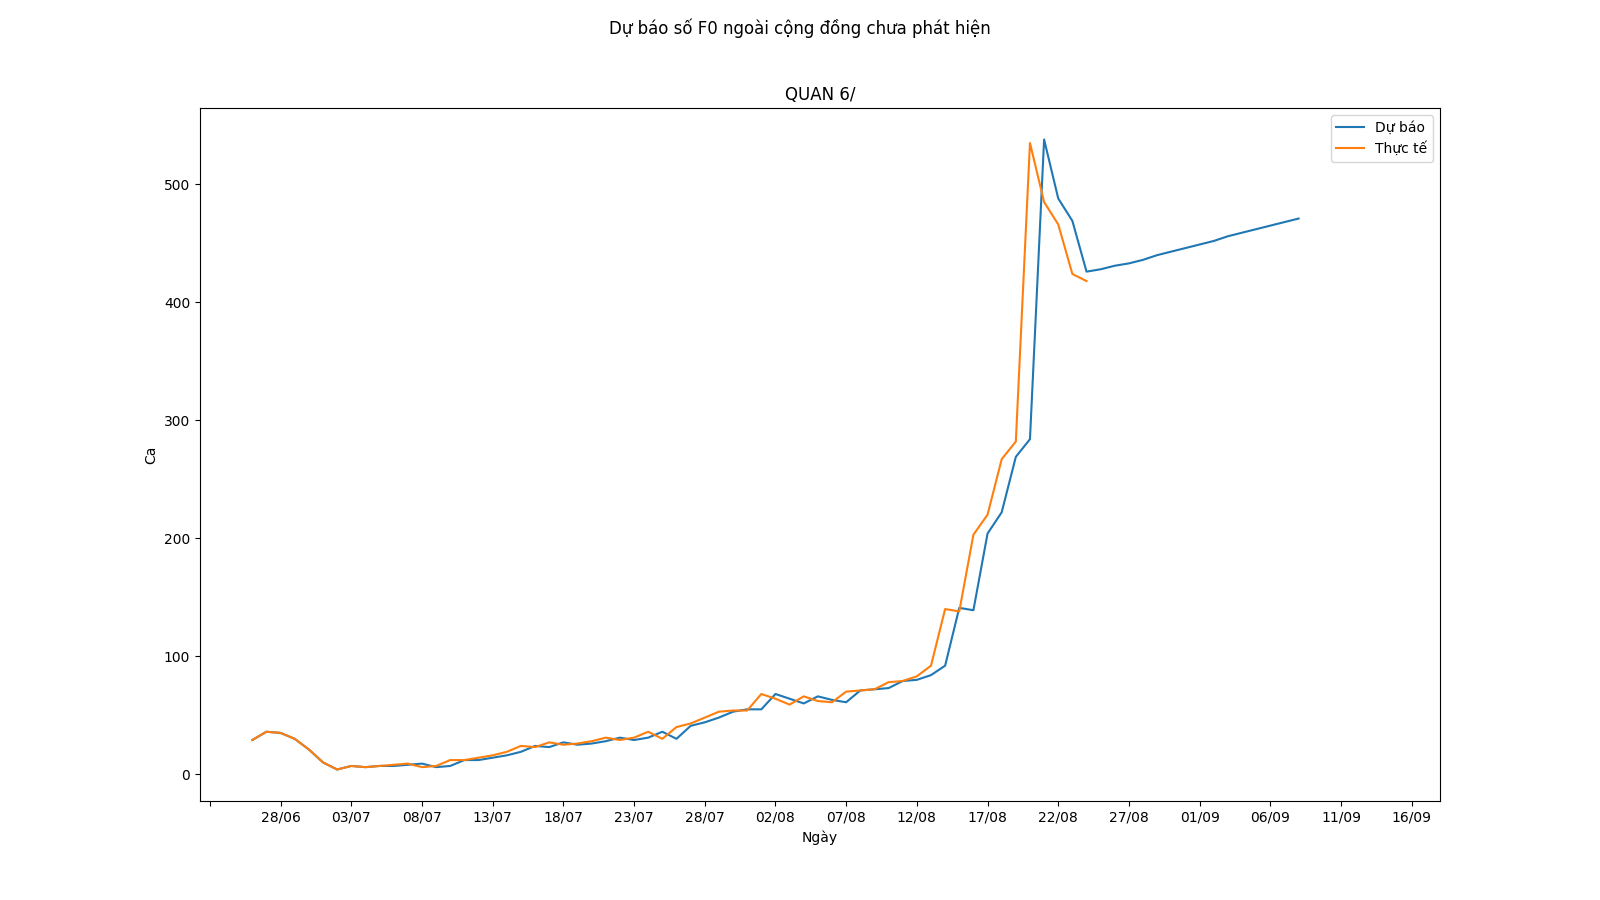 Dự báo số F0 ngoài cộng đồng chưa phát hiện
QUAN 6/
Dự báo
Thực tế
500
400
300
200
100
0
Ca
28/06 03/07 08/07 13/07 18/07 23/07 28/07 02/08 07/08 12/08 17/08 22/08 27/08 01/09 06/09 11/09 16/09
Ngày